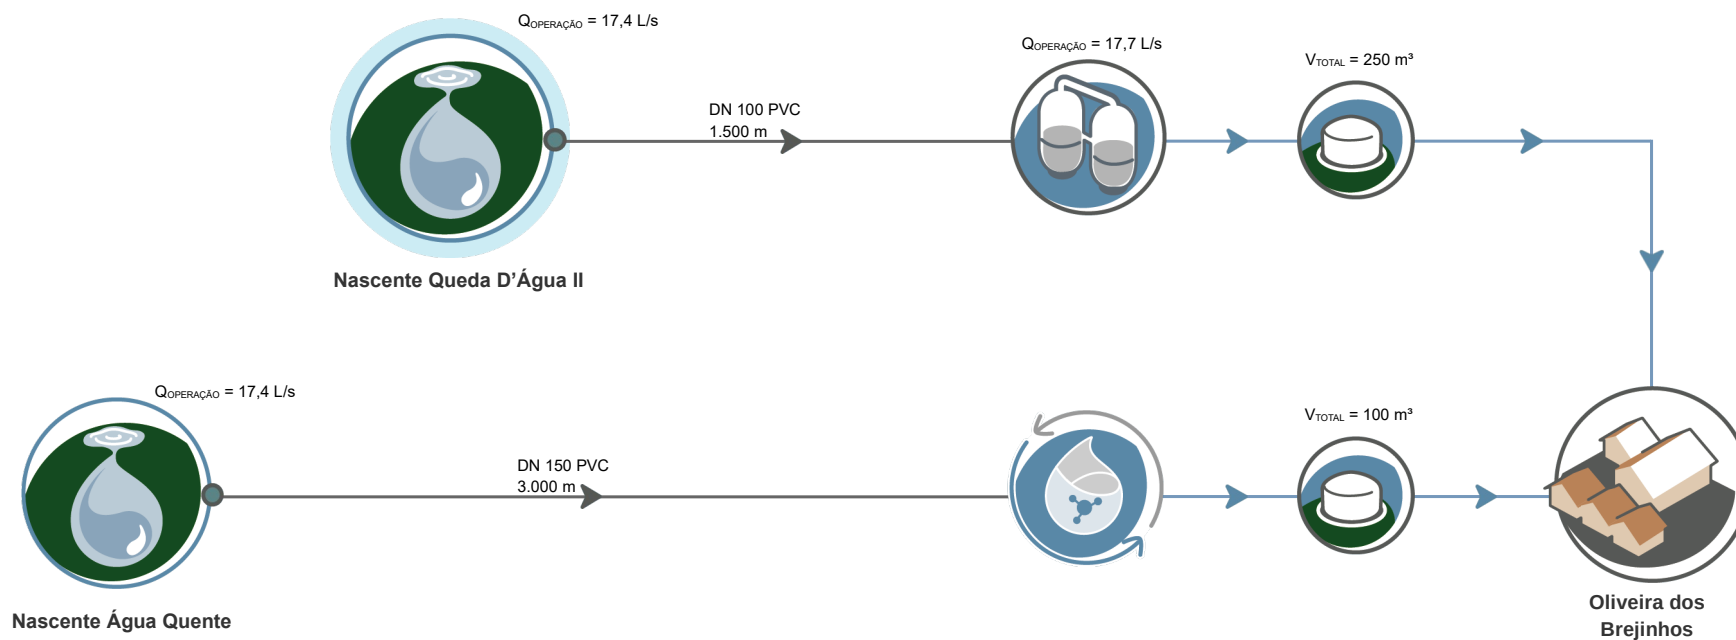 QOPERAÇÃO = 17,4 L/s
QOPERAÇÃO = 17,7 L/s
VTOTAL = 250 m³
DN 100 PVC
1.500 m
Nascente Queda D’Água II
QOPERAÇÃO = 17,4 L/s
VTOTAL = 100 m³
DN 150 PVC
3.000 m
Nascente Água Quente
Oliveira dos
Brejinhos